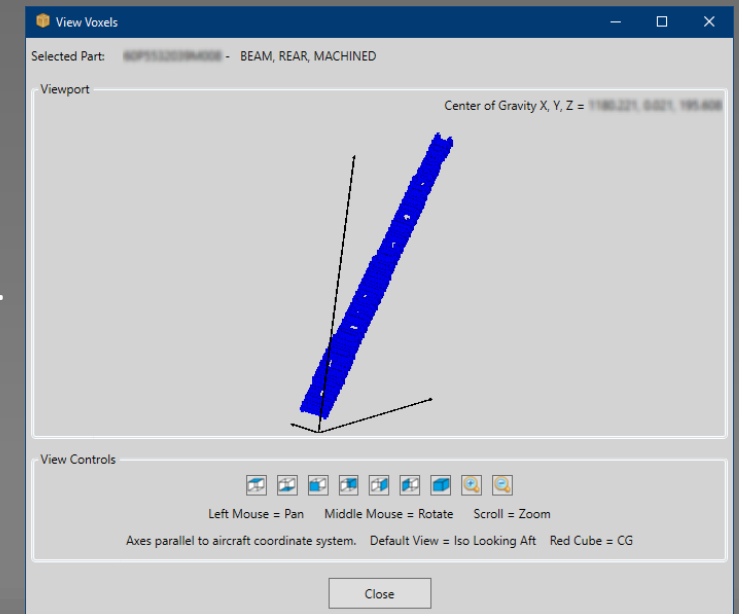 View Voxels
Selected Part: - BEAM, REAR, MACHINED
Viewport
Center of Gravity X, Y, Z =
View Controls
Left Mouse = Pan Middle Mouse = Rotate Scroll = Zoom
Axes parallel to aircraft coordinate system. Default View = Iso Looking Aft Red Cube = CG
Close